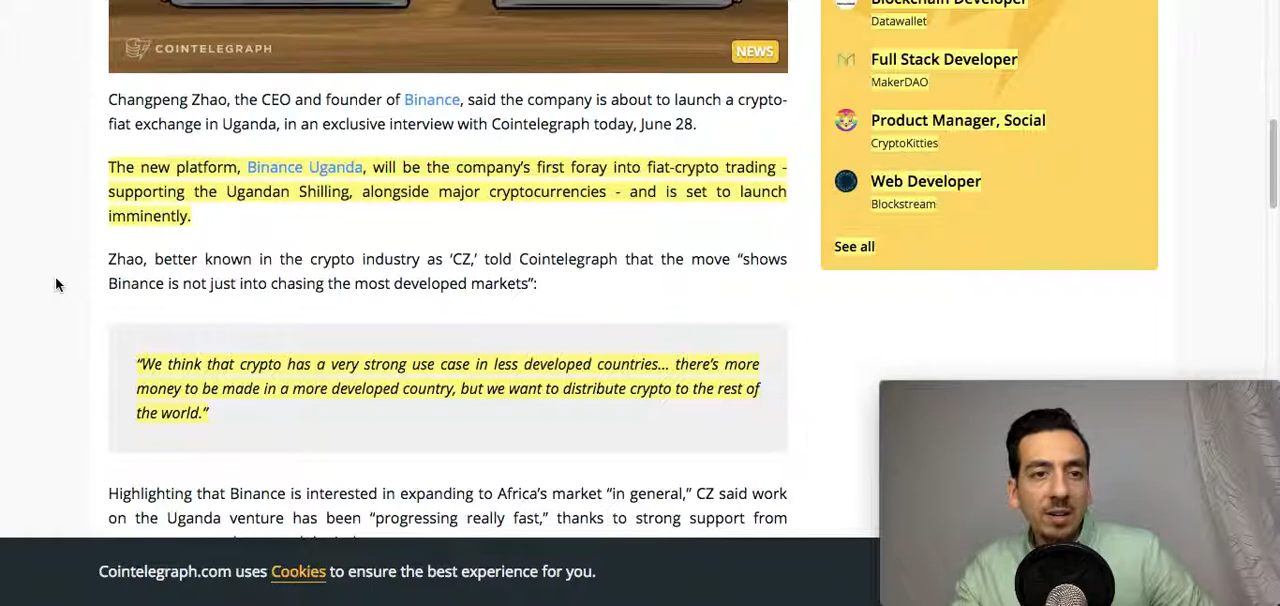 COINTELEGRAPH
NEWS
Changpeng Zhao, the CEO and founder of Binance, said the company is about to launch a crypto-
fiat exchange in Uganda, in an exclusive interview with Cointelegraph today, June 28.
The new platform, Binance Uganda, will be the company's first foray into fiat-crypto trading -
supporting the Ugandan Shilling, alongside major cryptocurrencies - and is set to launch
imminently.
Zhao, better known in the crypto industry as ‘CZ,’ told Cointelegraph that the move “shows
Binance is not just into chasing the most developed markets”:
“We think that crypto has a very strong use case in less developed countries... there's more
money to be made in a more developed country, but we want to distribute crypto to the rest of
the world.”
Highlighting that Binance is interested in expanding to Africa's market “in general,” CZ said work
on the Uganda venture has been “progressing really fast,” thanks to strong support from
Blockchain Developer
Datawallet
Full Stack Developer
MakerDAO
Product Manager, Social
CryptoKitties
Web Developer
Blockstream
See all
Cointelegraph.com uses Cookies to ensure the best experience for you.